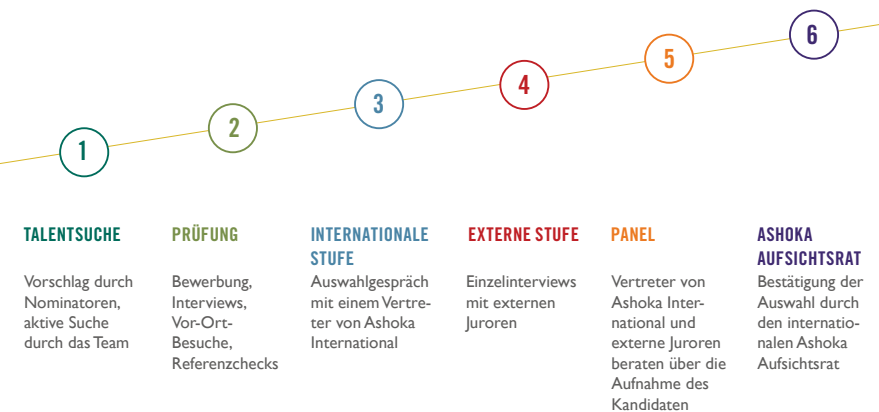 1
2
3
4
5
6
TALENTSUCHE
Vorschlag durch
Nominatoren,
aktive Suche
durch das Team
PRÜFUNG
Bewerbung,
Interviews,
Vor-Ort-
Besuche,
Referenzchecks
INTERNATIONALE
STUFE
Auswahlgespräch
mit einem Vertre-
ter von Ashoka
International
EXTERNE STUFE
Einzelinterviews
mit externen
Juroren
PANEL
Vertreter von
Ashoka Inter-
national und
externe Juroren
beraten über die
Aufnahme des
Kandidaten
ASHOKA
AUFSICHTSRAT
Bestätigung der
Auswahl durch
den internatio-
nalen Ashoka
Aufsichtsrat